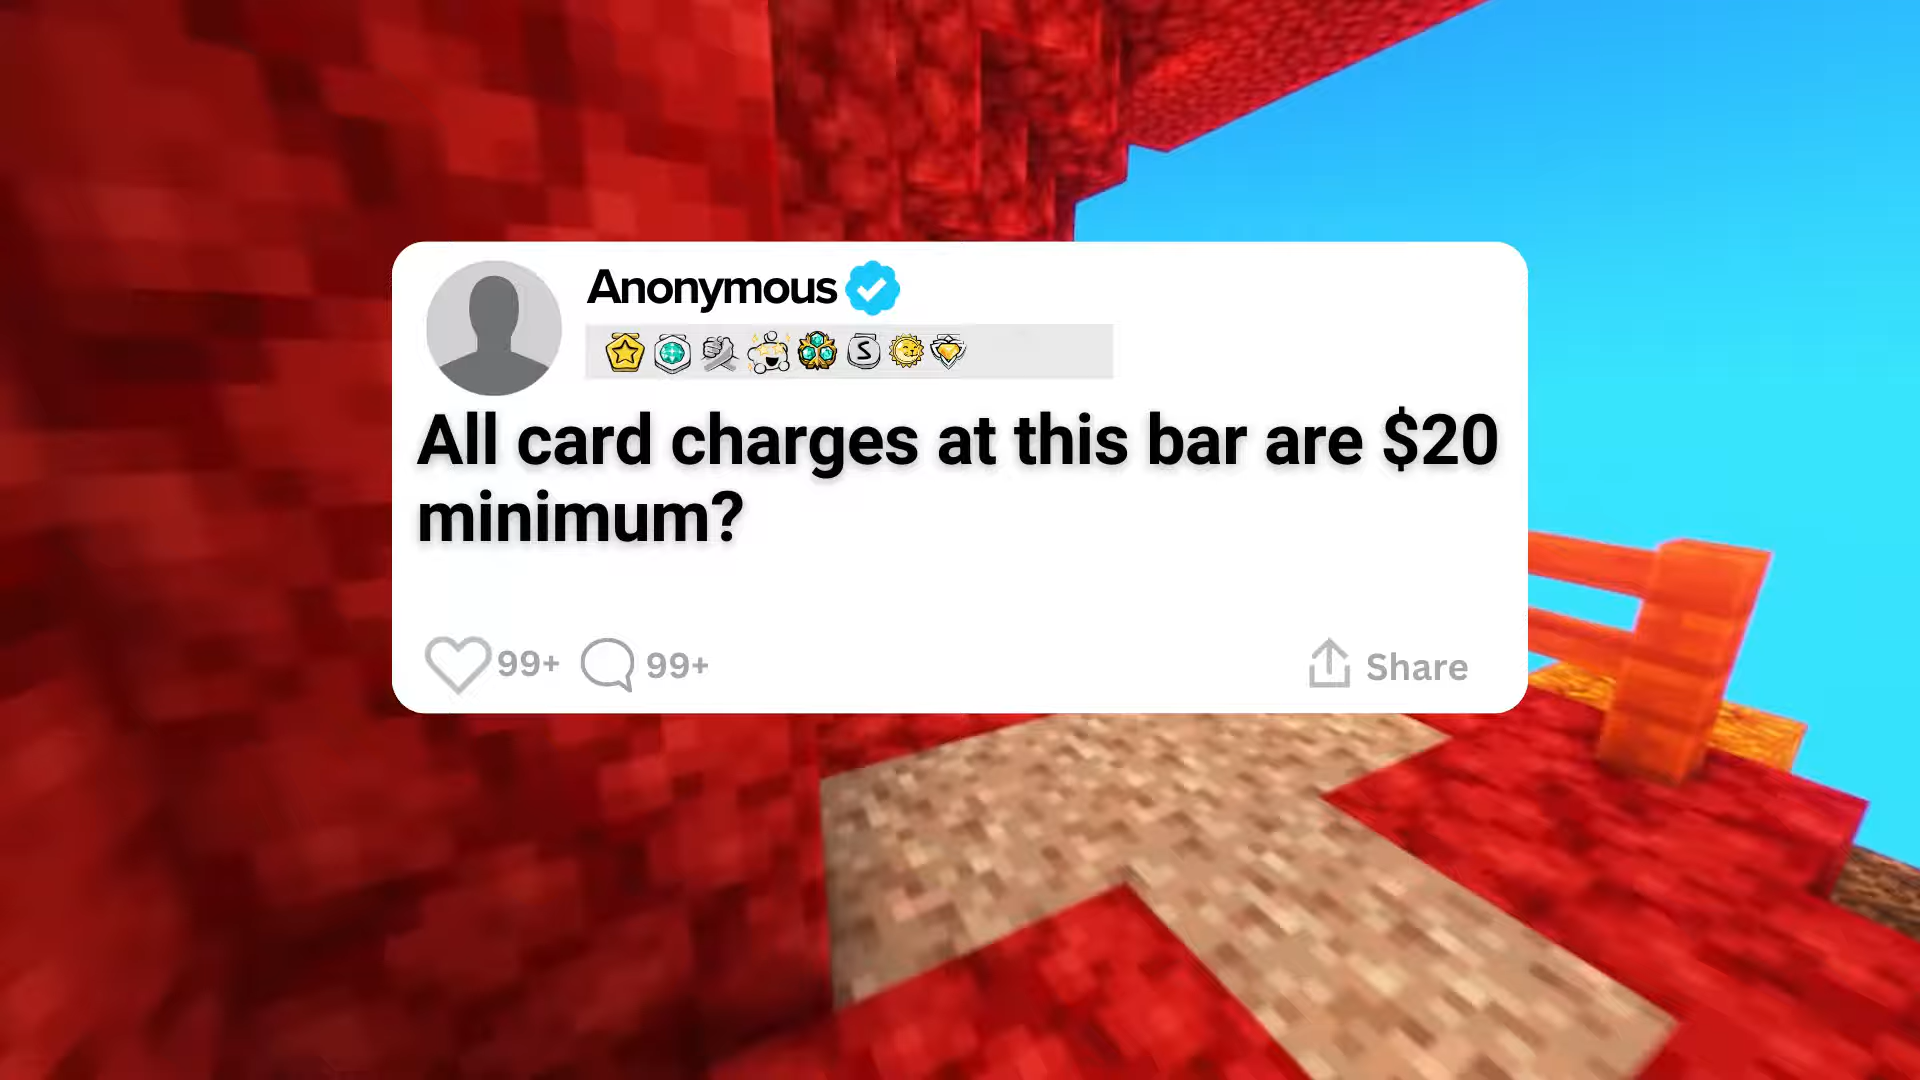 Anonymous
All card charges at this bar are $20
minimum?
99+ 99+ Share